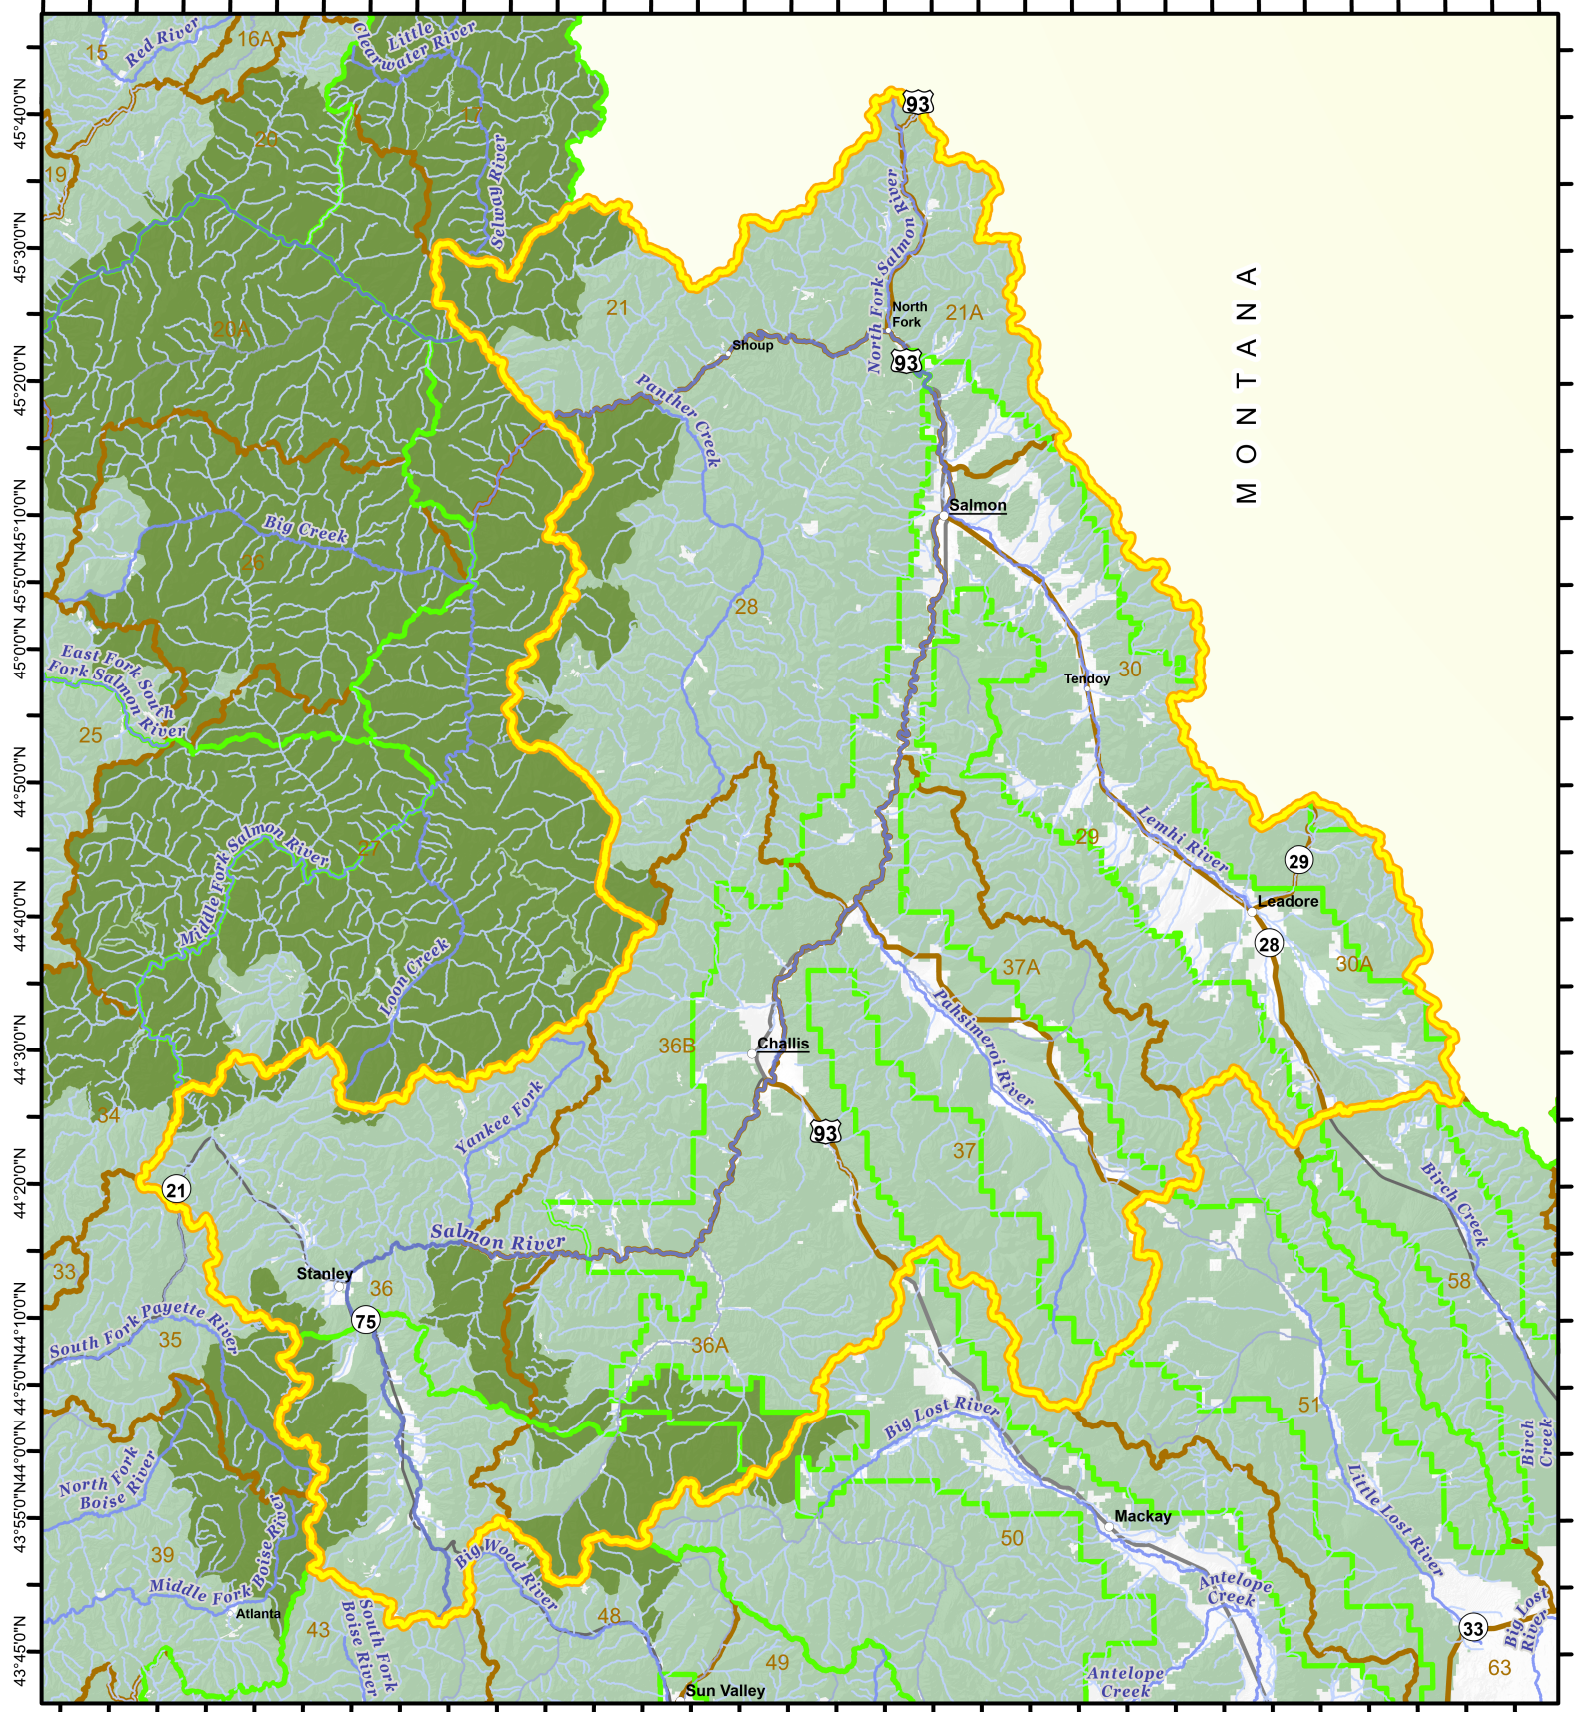 15
Red River
16A
Little
Clearwater River
17
20
19
Selway River
93
45°40'0"N
45°30'0"N
45°20'0"N
45°10'0"N
45°5'0"N
45°0'0"N
44°50'0"N
44°40'0"N
44°30'0"N
44°20'0"N
44°10'0"N
44°5'0"N
44°0'0"N
43°55'0"N
43°45'0"N
MONTANA
North Fork Salmon River
21
21A
20A
North
Fork
Shoup
93
Panther Creek
Salmon
Big Creek
26
28
East Fork South
Fork Salmon River
25
Tendoy
30
29
Lemhi River
29
Leadore
28
30A
Middle Fork Salmon River
27
Loon Creek
37A
Pahsimeroi River
36B
Challis
34
Yankee Fork
93
37
21
Salmon River
Birch Creek
33
Stanley
36
75
58
South Fork Payette River
35
36A
51
Big Lost River
Birch
Creek
North Fork
Boise River
Little Lost River
Mackay
50
39
Middle Fork Boise River
Atlanta
Big Wood River
Antelope
Creek
43
South Fork
Boise River
48
33
Big Lost
River
49
63
Antelope
Creek
Sun Valley